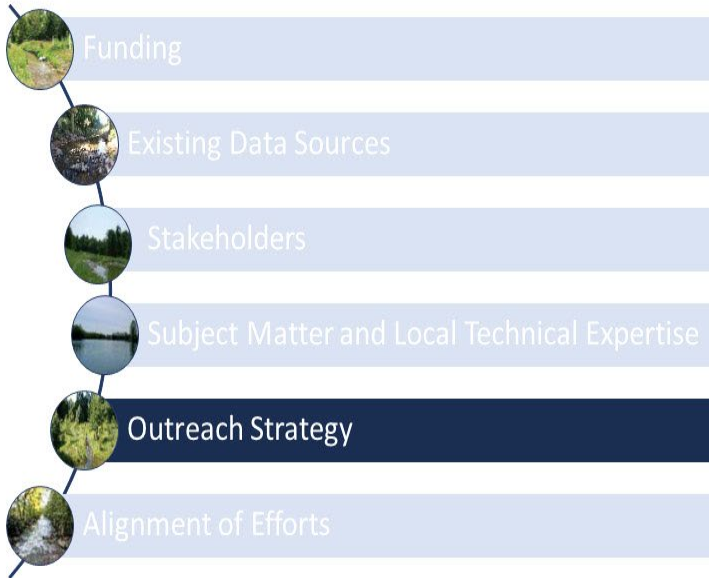 Funding
Existing Data Sources
Stakeholders
Subject Matter and Local Technical Expertise
Outreach Strategy
Alignment of Efforts